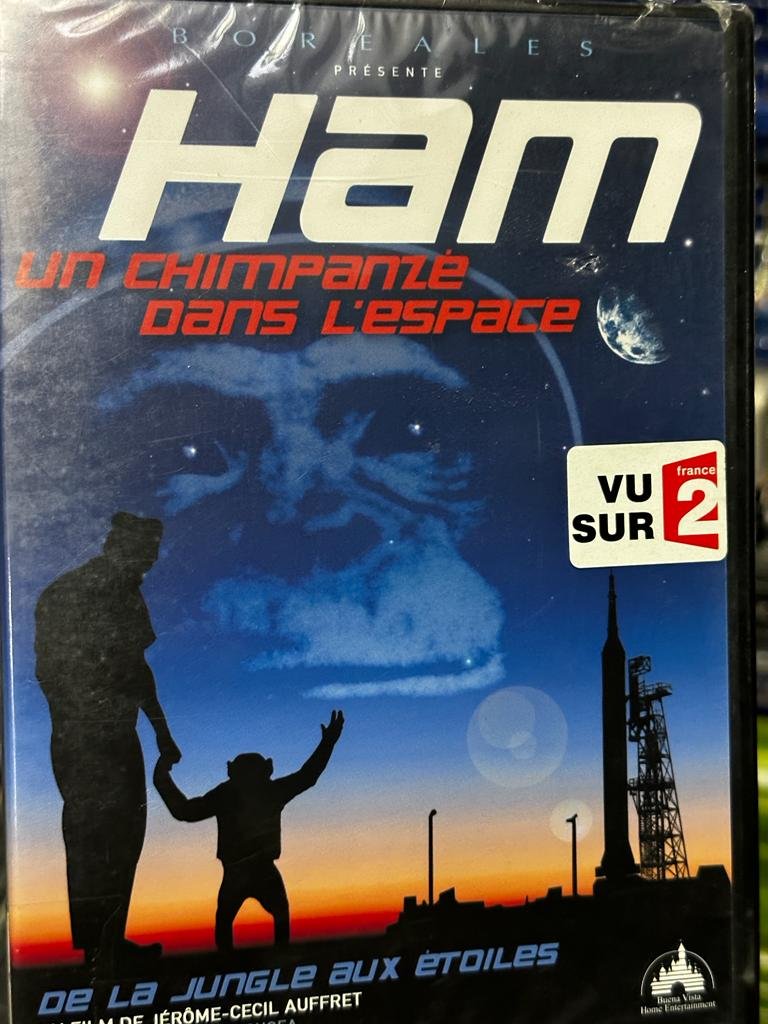 BOREALES
PRÉSENTE
Ham
un chimpanzé
dans l'espace
VU
SUR
france
2
DE La Jungle aux étoiles
FILM DE JÉRÔME-CECIL AUFFRET
Buena Vista
Home Entertainment